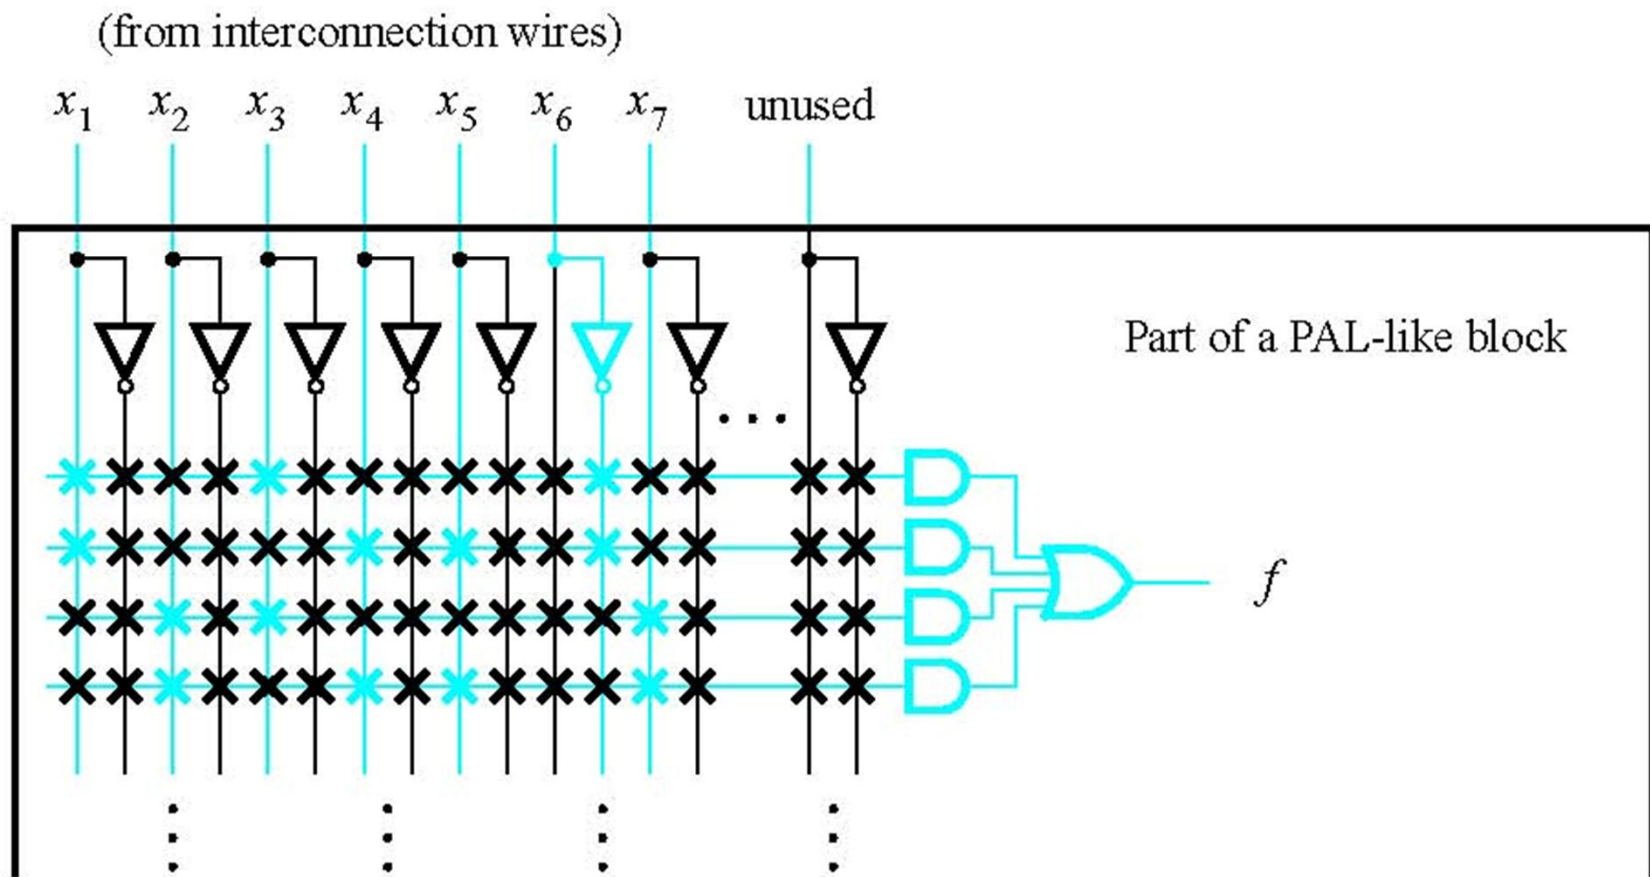 (from interconnection wires)
x₁ x₂ x₃ x₄ x₅ x₆ x₇ unused
Part of a PAL-like block
f